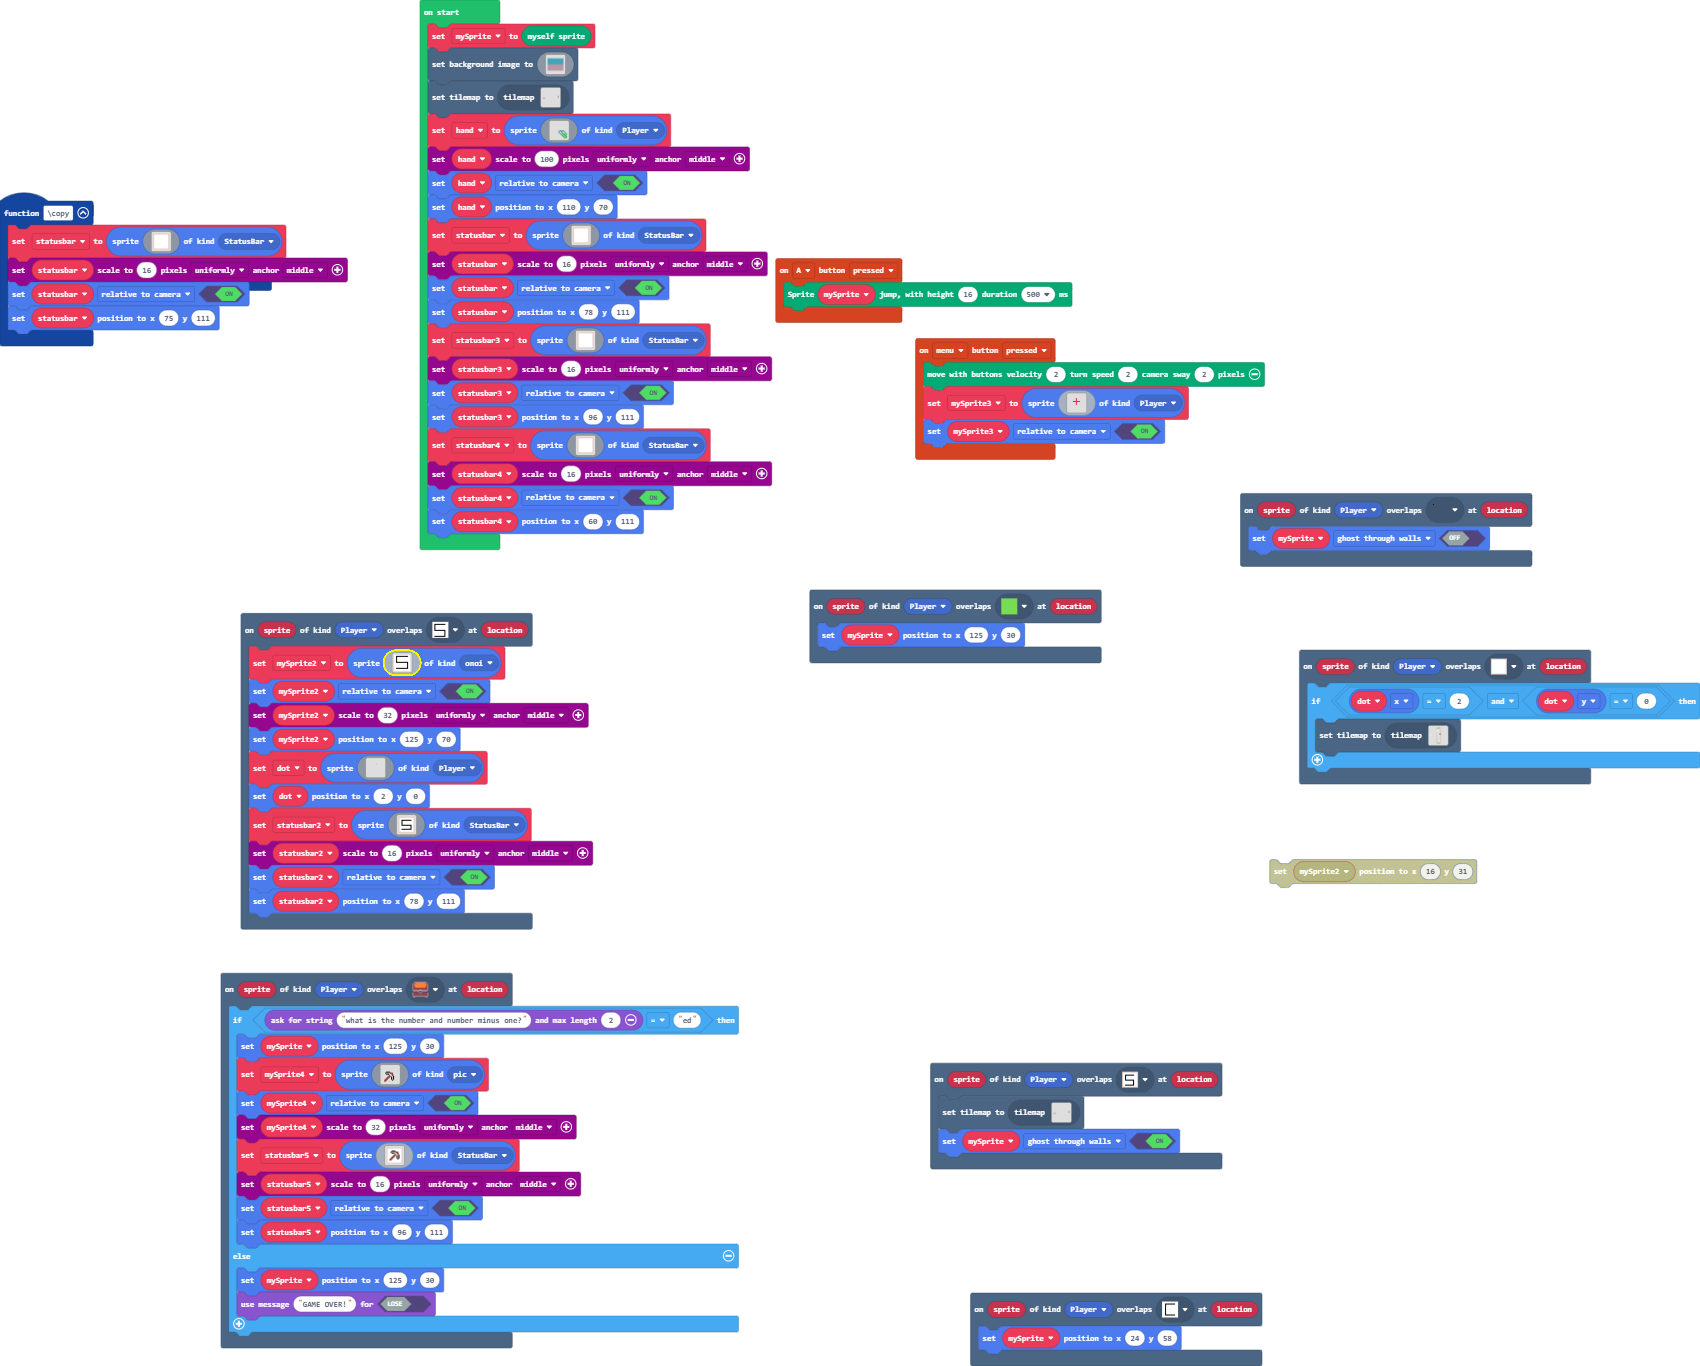 on start
set mySprite to myself sprite
set background image to
set tilemap to tilemap
set hand to sprite of kind Player
set hand scale to 100 pixels uniformly anchor middle
set hand relative to camera ON
set hand position to x 110 y 70
set statusbar to sprite of kind StatusBar
set statusbar scale to 16 pixels uniformly anchor middle
set statusbar relative to camera ON
set statusbar position to x 78 y 111
set statusbar3 to sprite of kind StatusBar
set statusbar3 scale to 16 pixels uniformly anchor middle
set statusbar3 relative to camera ON
set statusbar3 position to x 96 y 111
set statusbar4 to sprite of kind StatusBar
set statusbar4 scale to 16 pixels uniformly anchor middle
set statusbar4 relative to camera ON
set statusbar4 position to x 60 y 111
function \copy
set statusbar to sprite of kind StatusBar
set statusbar scale to 16 pixels uniformly anchor middle
set statusbar relative to camera ON
set statusbar position to x 75 y 111
on A button pressed
Sprite mySprite jump, with height 16 duration 500 ms
on menu button pressed
move with buttons velocity 2 turn speed 2 camera sway 2 pixels
set mySprite3 to sprite of kind Player
set mySprite3 relative to camera ON
on sprite of kind Player overlaps at location
set mySprite ghost through walls OFF
on sprite of kind Player overlaps at location
set mySprite position to x 125 y 30
on sprite of kind Player overlaps at location
set mySprite2 to sprite of kind omoi
set mySprite2 relative to camera ON
set mySprite2 scale to 32 pixels uniformly anchor middle
set mySprite2 position to x 125 y 70
set dot to sprite of kind Player
set dot position to x 2 y 0
set statusbar2 to sprite of kind StatusBar
set statusbar2 scale to 16 pixels uniformly anchor middle
set statusbar2 relative to camera ON
set statusbar2 position to x 78 y 111
on sprite of kind Player overlaps at location
if dot x = 2 and dot y = 0 then
set tilemap to tilemap
set mySprite2 position to x 16 y 31
on sprite of kind Player overlaps at location
if ask for string "what is the number and number minus one?" and max length 2 = "ed" then
set mySprite position to x 125 y 30
set mySprite4 to sprite of kind pic
set mySprite4 relative to camera ON
set mySprite4 scale to 32 pixels uniformly anchor middle
set statusbar5 to sprite of kind StatusBar
set statusbar5 scale to 16 pixels uniformly anchor middle
set statusbar5 relative to camera ON
set statusbar5 position to x 96 y 111
else
set mySprite position to x 125 y 30
use message "GAME OVER!" for LOSE
on sprite of kind Player overlaps at location
set tilemap to tilemap
set mySprite ghost through walls ON
on sprite of kind Player overlaps at location
set mySprite position to x 24 y 58